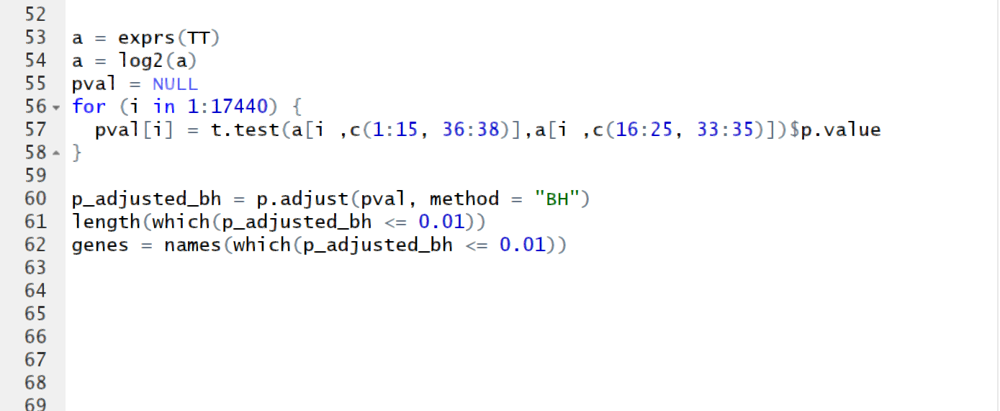 52
53 a = exprs(TT)
54 a = log2(a)
55 pval = NULL
56 for (i in 1:17440) {
57 pval[i] = t.test(a[i ,c(1:15, 36:38)],a[i ,c(16:25, 33:35)])$p.value
58 }
59
60 p_adjusted_bh = p.adjust(pval, method = "BH")
61 length(which(p_adjusted_bh <= 0.01))
62 genes = names(which(p_adjusted_bh <= 0.01))
63
64
65
66
67
68
69